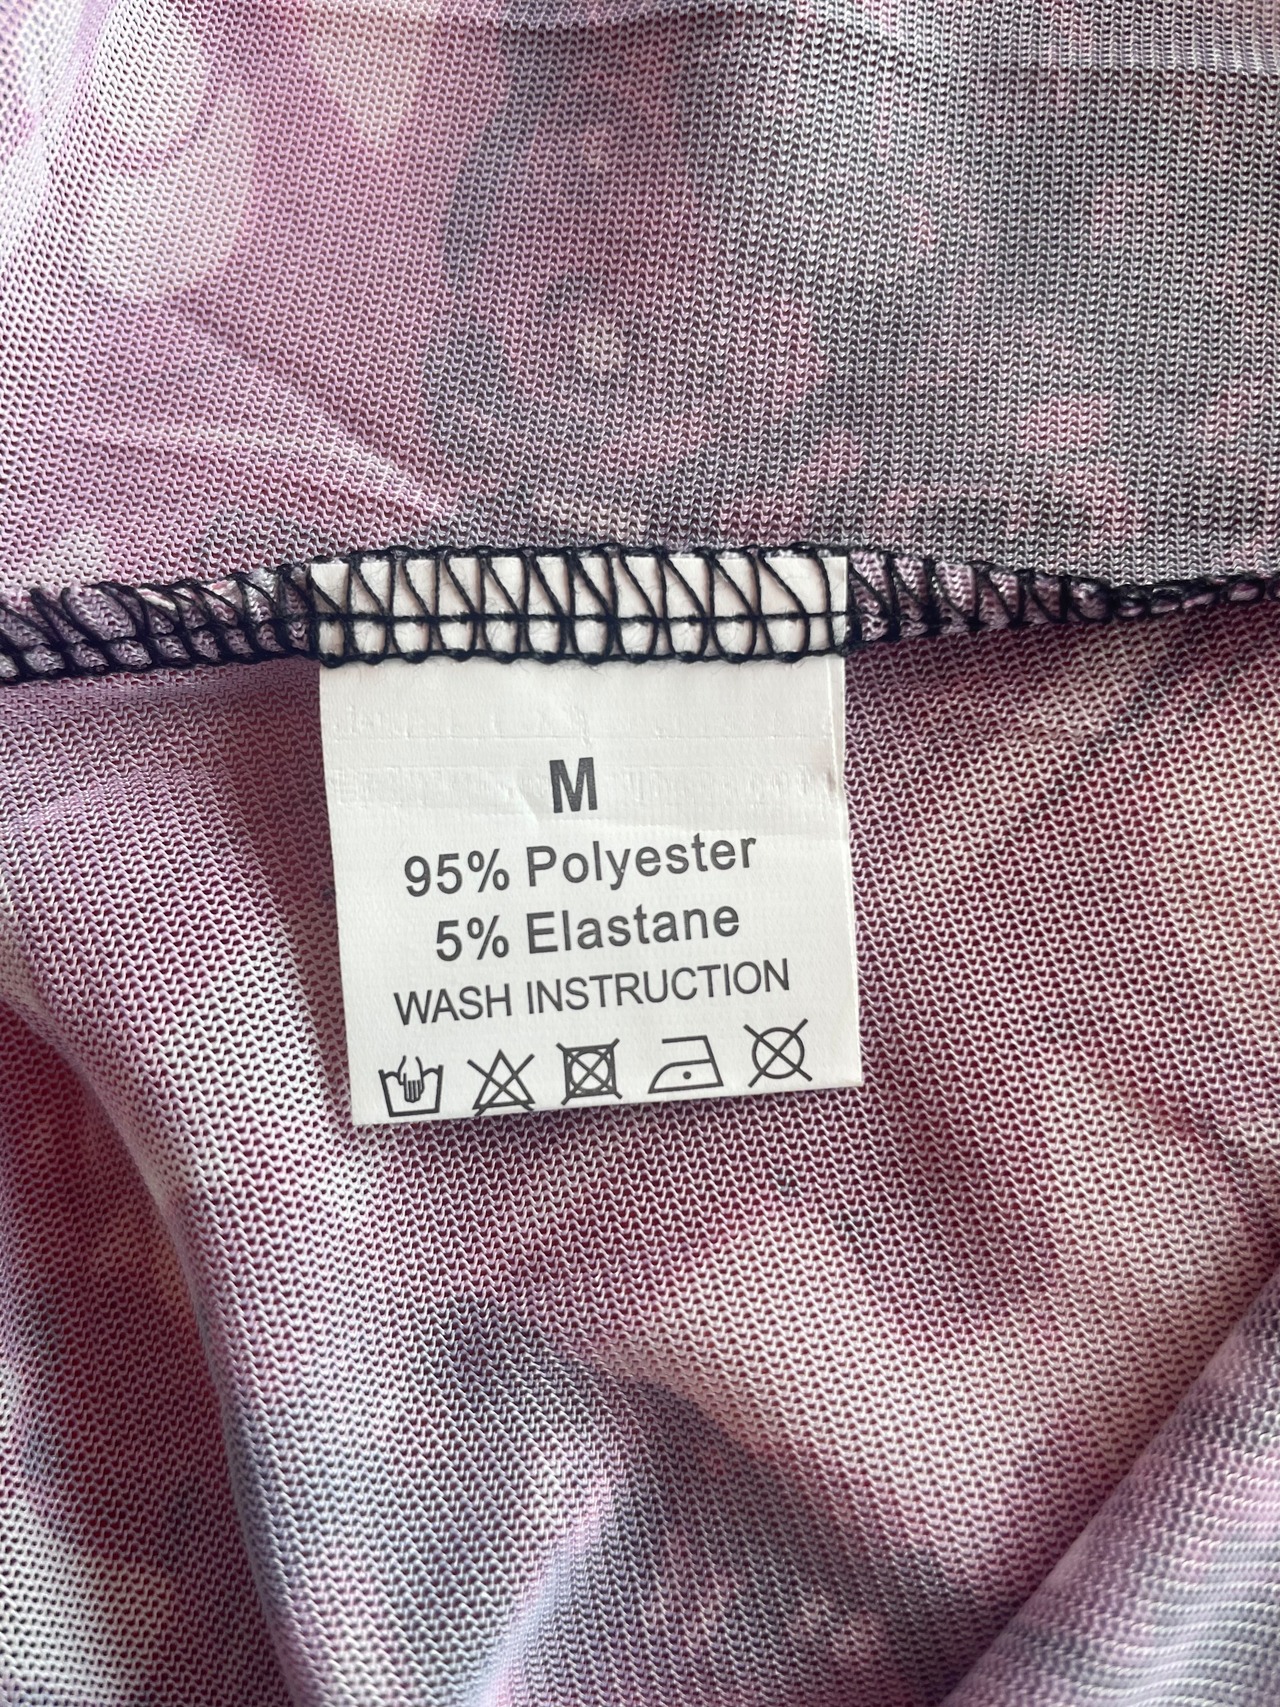 M
95% Polyester
5% Elastane
WASH INSTRUCTION